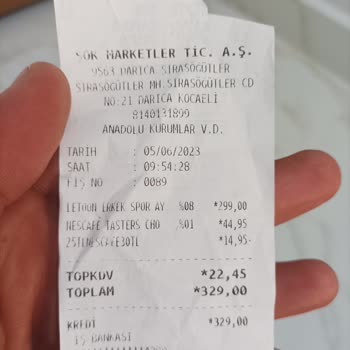 ŞOK MARKETLER TİC. A.Ş.
9563 DARICA SIRASÖĞÜTLER
SIRASÖĞÜTLER MH.SIRASÖĞÜTLER CD
NO:21 DARICA KOCAELİ
8140131899
ANADOLU KURUMLAR V.D.
TARİH : 05/06/2023
SAAT : 09:54:28
FİŞ NO : 0089
LETOON ERKEK SPOR AY %08 *299,00
NESCAFE TASTERS CHO %01 *44,95
25TLNESCAFE30TL *14,95-
TOPKDV *22,45
TOPLAM *329,00
KREDİ *329,00
İŞ BANKASI